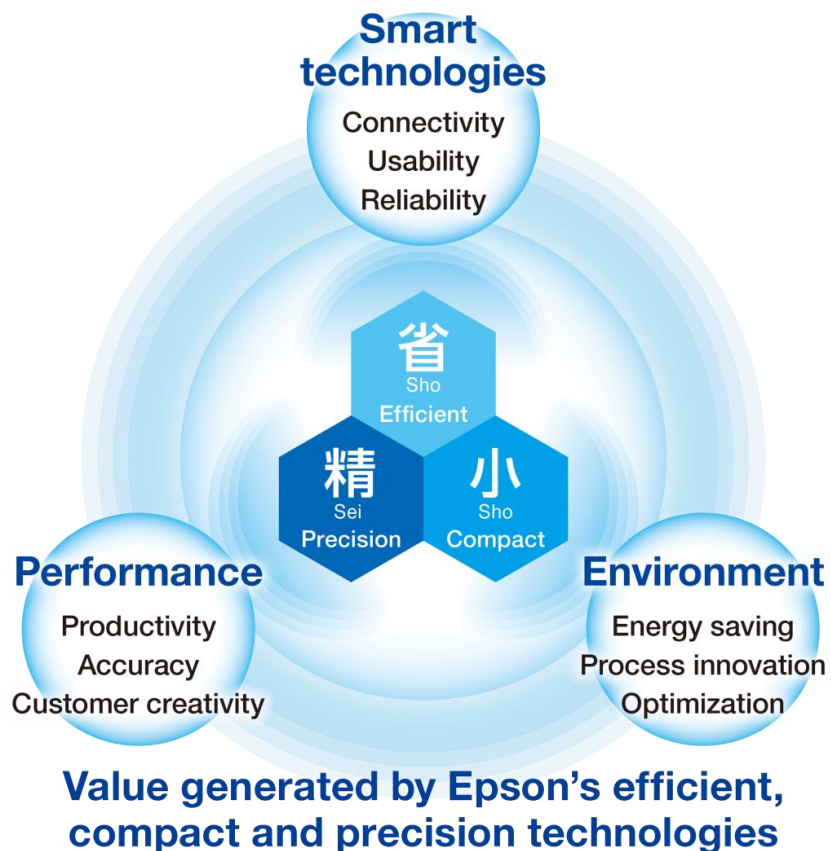 Smart
technologies
Connectivity
Usability
Reliability
省
Sho
Efficient
精
Sei
Precision
小
Sho
Compact
Performance
Productivity
Accuracy
Customer creativity
Environment
Energy saving
Process innovation
Optimization
Value generated by Epson’s efficient,
compact and precision technologies